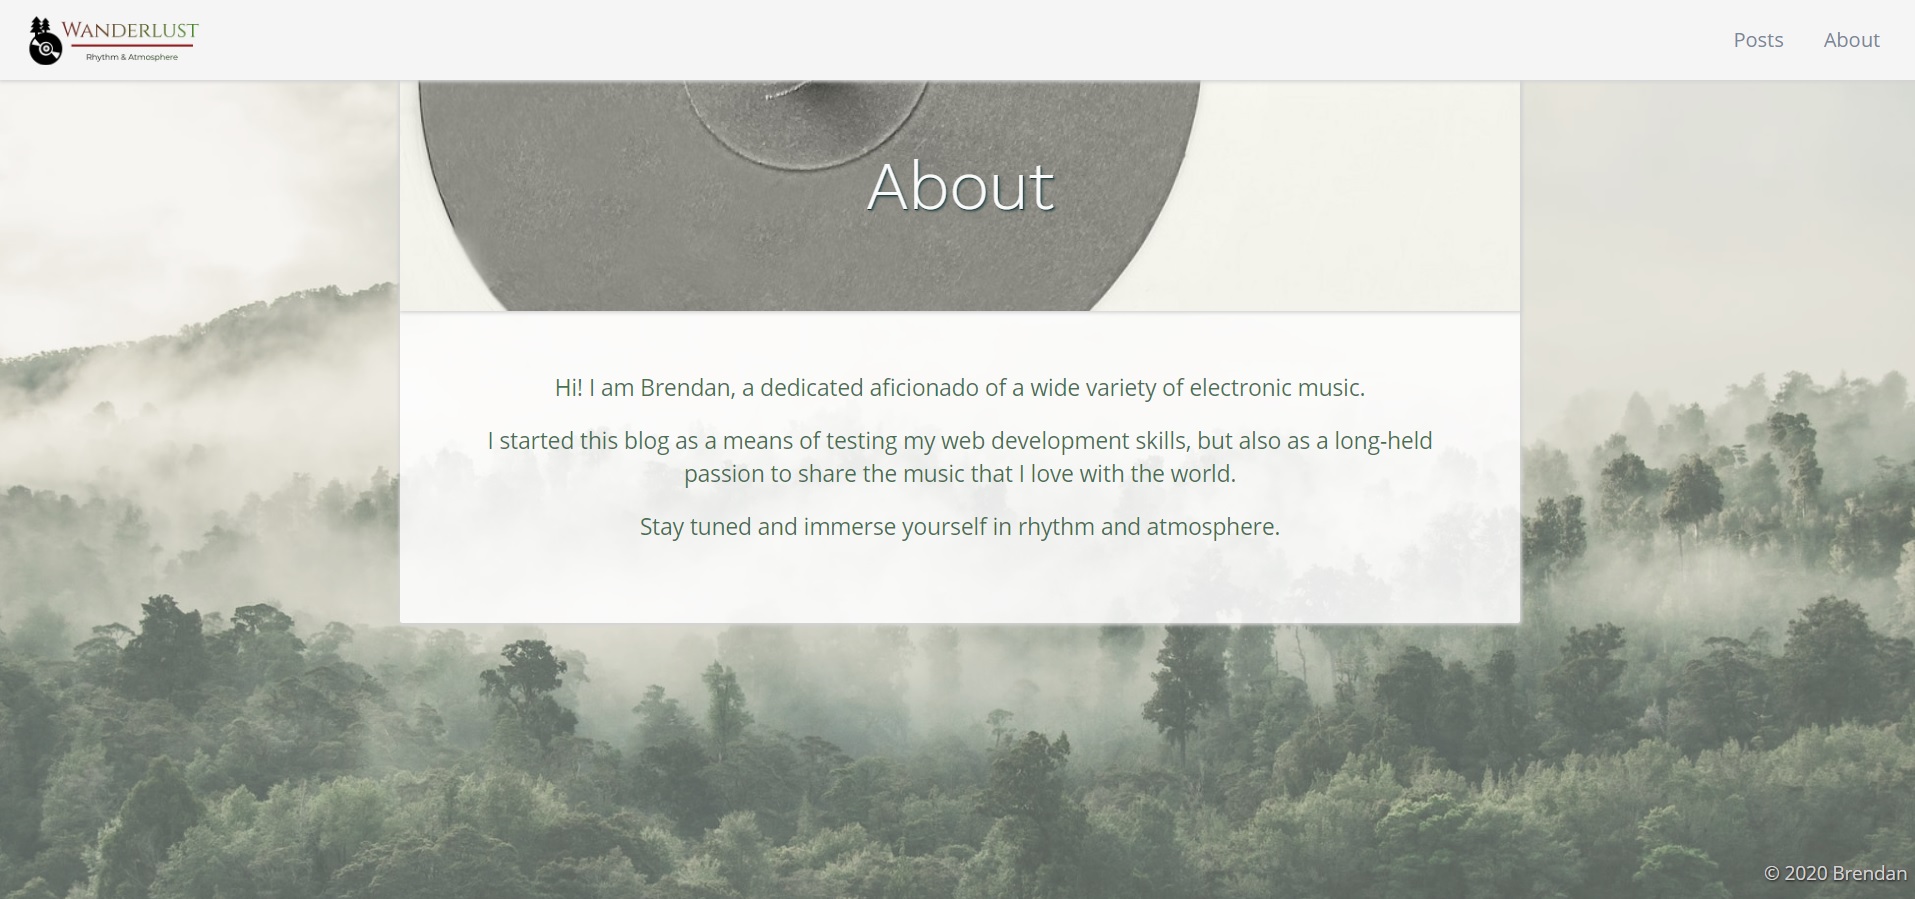 WANDERLUST
Rhythm & Atmosphere
Posts
About
About
Hi! I am Brendan, a dedicated aficionado of a wide variety of electronic music.
I started this blog as a means of testing my web development skills, but also as a long-held
passion to share the music that I love with the world.
Stay tuned and immerse yourself in rhythm and atmosphere.
© 2020 Brendan